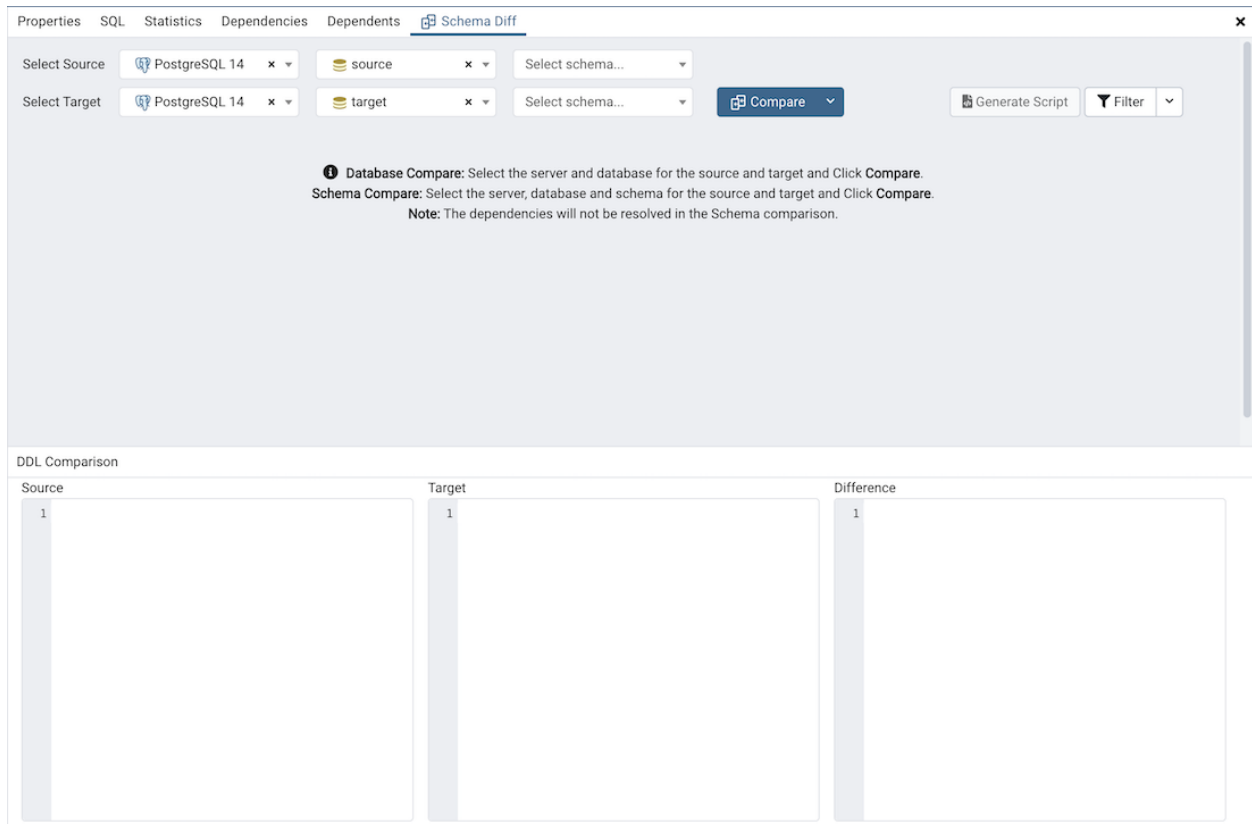 Properties SQL Statistics Dependencies Dependents Schema Diff
Select Source PostgreSQL 14 source Select schema...
Select Target PostgreSQL 14 target Select schema... Compare Generate Script Filter
Database Compare: Select the server and database for the source and target and Click Compare.
Schema Compare: Select the server, database and schema for the source and target and Click Compare.
Note: The dependencies will not be resolved in the Schema comparison.
DDL Comparison
Source Target Difference
1 1 1